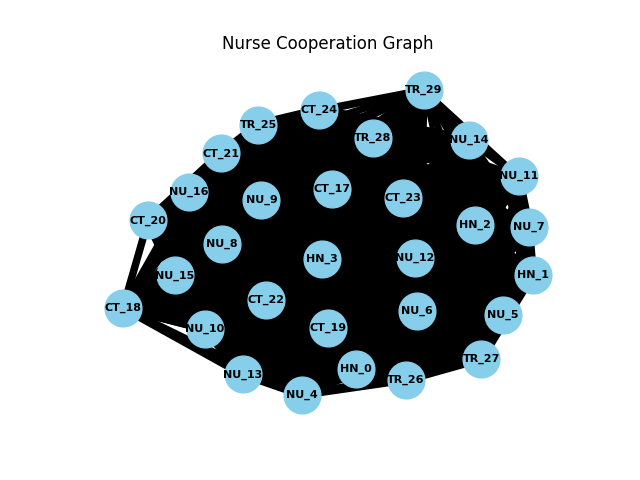 Nurse Cooperation Graph
TR_29
CT_24
TR_25
TR_28
NU_14
CT_21
NU_11
CT_17
NU_16
CT_23
NU_9
CT_20
HN_2
NU_7
NU_8
NU_12
HN_3
NU_15
HN_1
CT_22
CT_18
NU_6
NU_5
CT_19
NU_10
TR_27
HN_0
NU_13
TR_26
NU_4